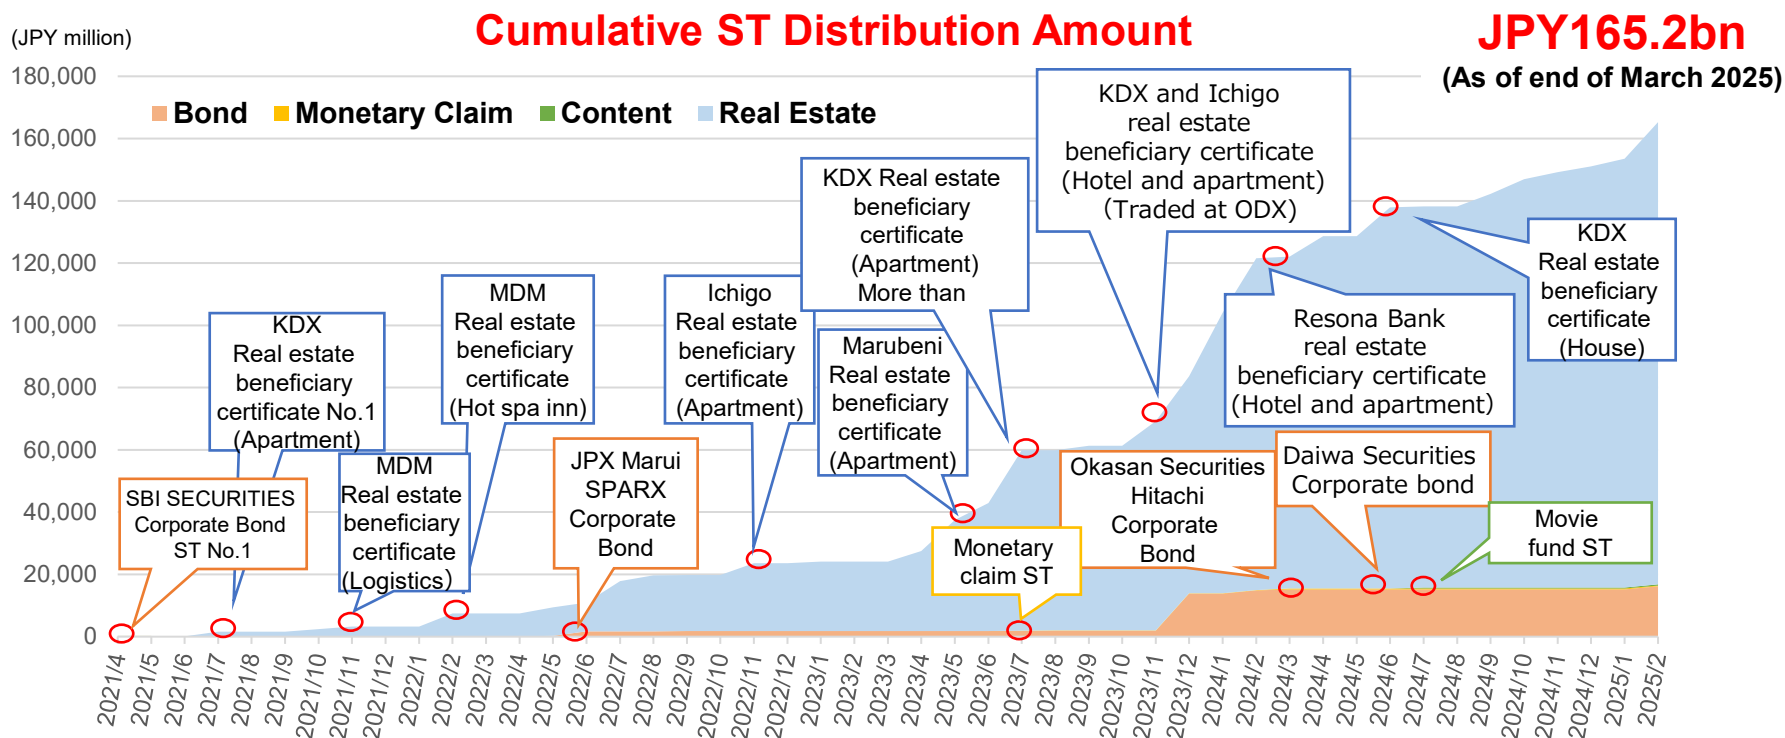 Cumulative ST Distribution Amount
JPY165.2bn
(As of end of March 2025)
(JPY million)
180,000
160,000
140,000
120,000
100,000
80,000
60,000
40,000
20,000
0
Bond
Monetary Claim
Content
Real Estate
SBI SECURITIES
Corporate Bond
ST No.1
KDX
Real estate
beneficiary
certificate No.1
(Apartment)
MDM
Real estate
beneficiary
certificate
(Logistics)
MDM
Real estate
beneficiary
certificate
(Hot spa inn)
JPX Marui
SPARX
Corporate
Bond
Ichigo
Real estate
beneficiary
certificate
(Apartment)
Marubeni
Real estate
beneficiary
certificate
(Apartment)
KDX Real estate
beneficiary
certificate
(Apartment)
More than
Monetary
claim ST
KDX and Ichigo
real estate
beneficiary certificate
(Hotel and apartment)
(Traded at ODX)
Okasan Securities
Hitachi
Corporate
Bond
Resona Bank
real estate
beneficiary certificate
(Hotel and apartment)
Daiwa Securities
Corporate bond
Movie
fund ST
KDX
Real estate
beneficiary
certificate
(House)
2021/4
2021/5
2021/6
2021/7
2021/8
2021/9
2021/10
2021/11
2021/12
2022/1
2022/2
2022/3
2022/4
2022/5
2022/6
2022/7
2022/8
2022/9
2022/10
2022/11
2022/12
2023/1
2023/2
2023/3
2023/4
2023/5
2023/6
2023/7
2023/8
2023/9
2023/10
2023/11
2023/12
2024/1
2024/2
2024/3
2024/4
2024/5
2024/6
2024/7
2024/8
2024/9
2024/10
2024/11
2024/12
2025/1
2025/2